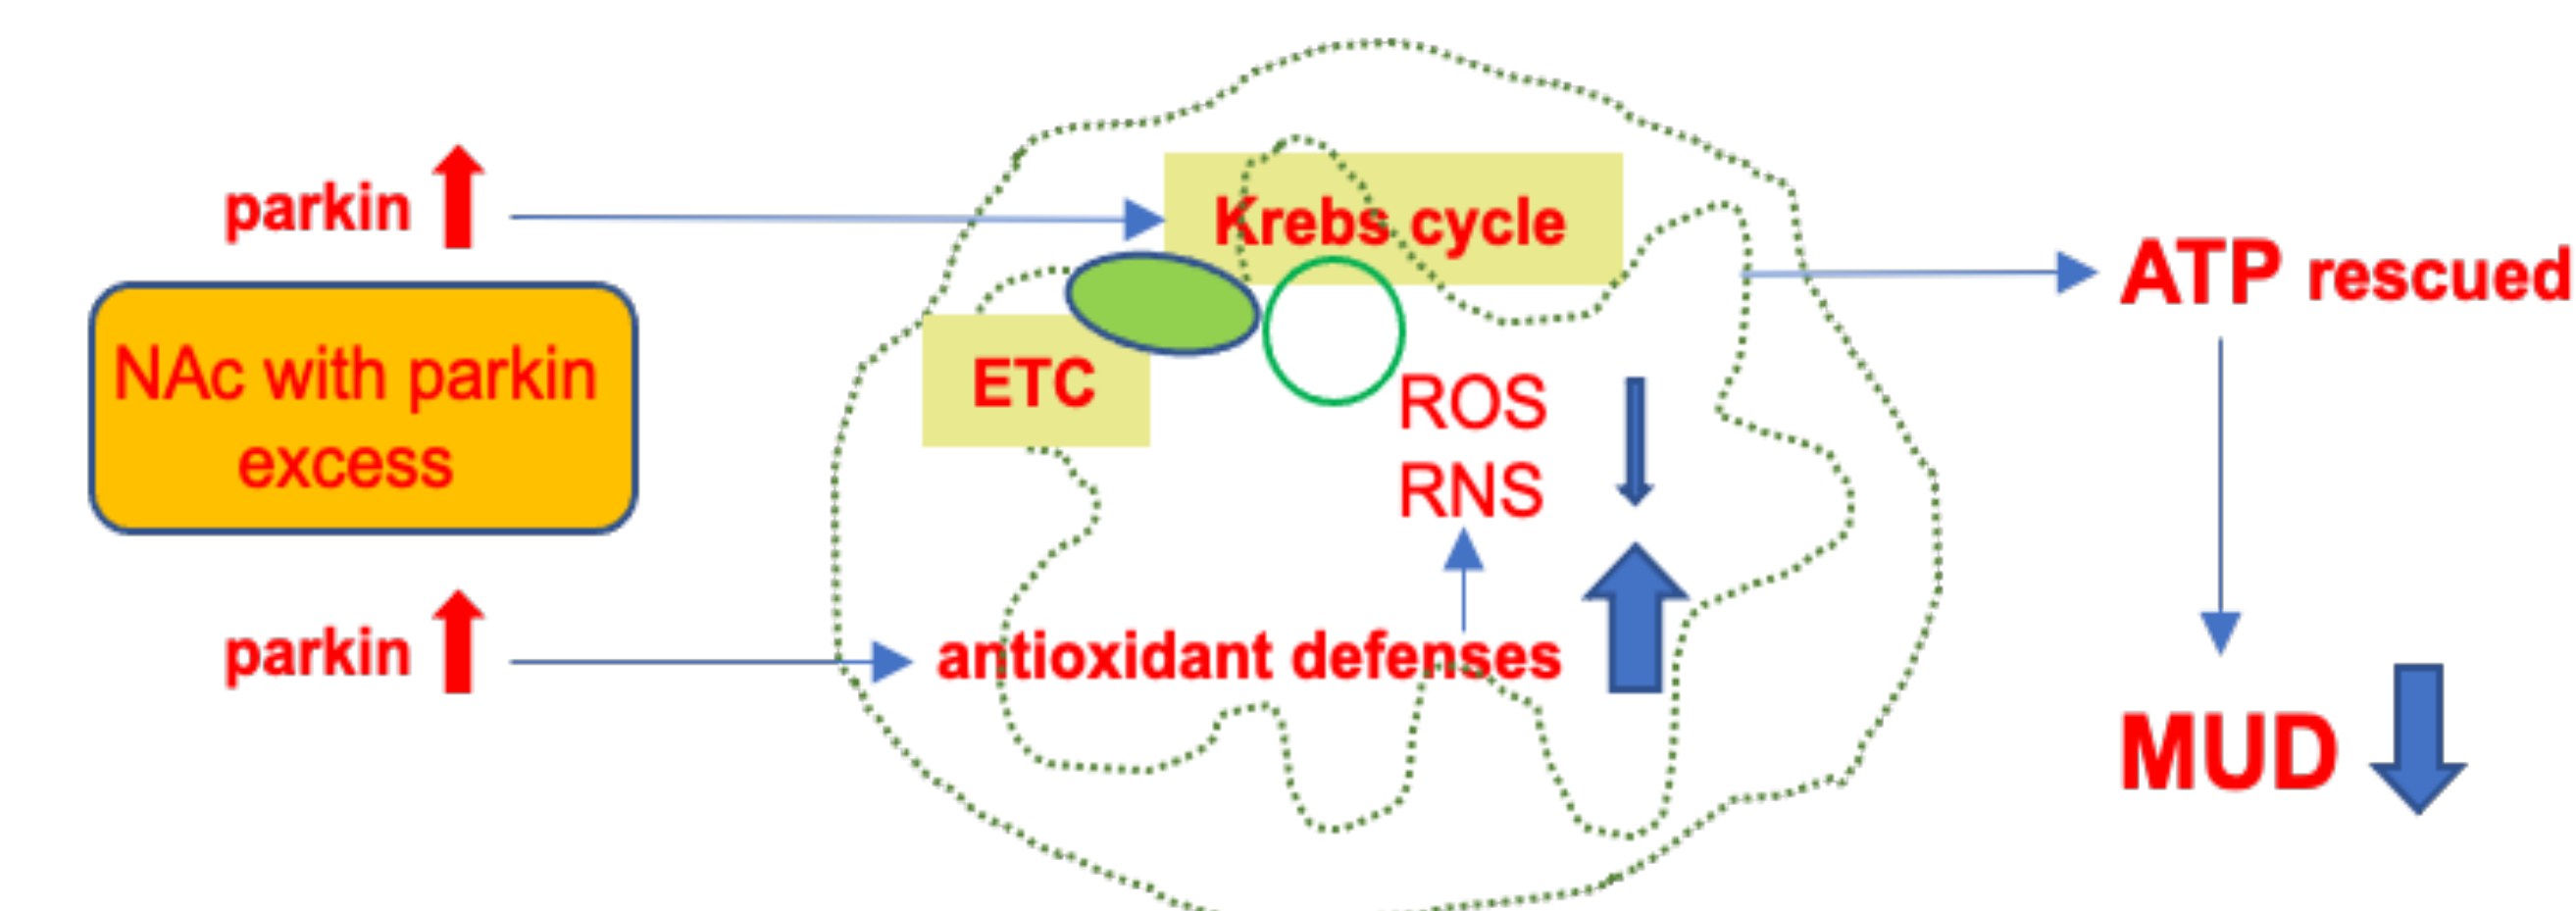 parkin
Krebs cycle
ATP rescued
NAc with parkin
excess
ETC
ROS
RNS
parkin
antioxidant defenses
MUD